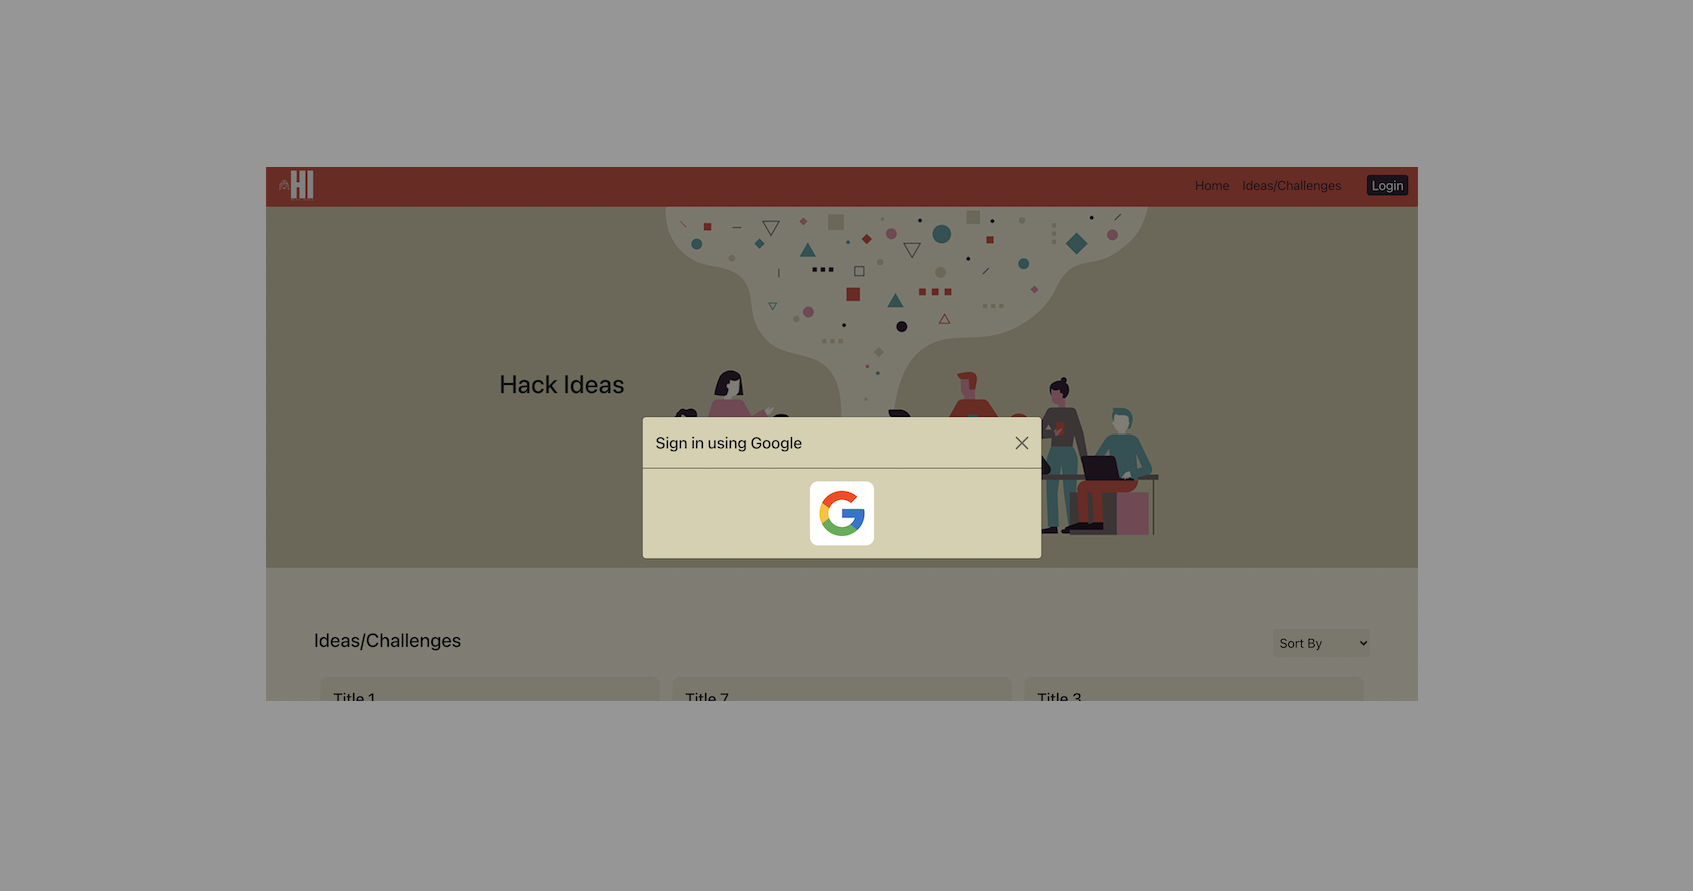 HI
Home Ideas/Challenges Login
Hack Ideas
Sign in using Google
Ideas/Challenges
Sort By
Title 1 Title 7 Title 3